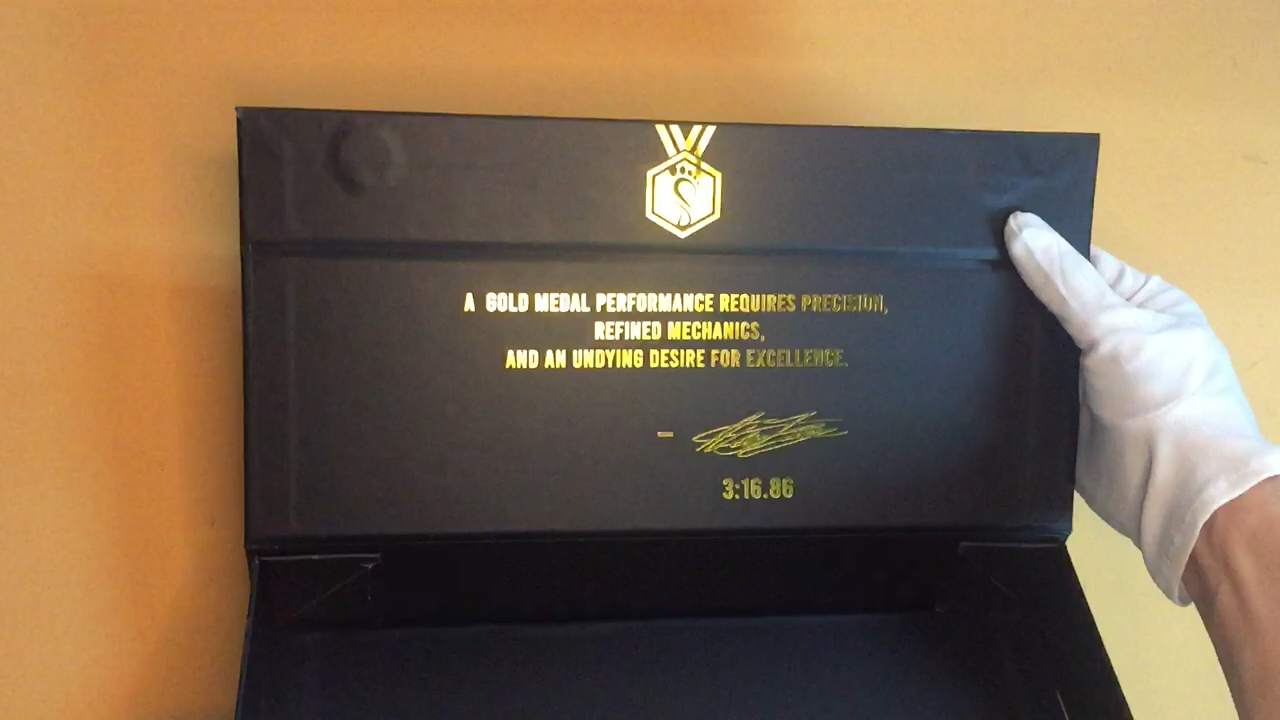 A GOLD MEDAL PERFORMANCE REQUIRES PRECISION,
REFINED MECHANICS,
AND AN UNDYING DESIRE FOR EXCELLENCE.
–
3:16.86